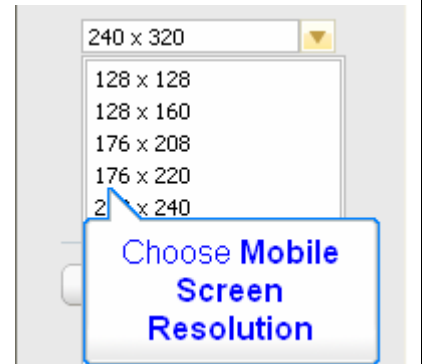 240 x 320
128 x 128
128 x 160
176 x 208
176 x 220
x 240
Choose Mobile
Screen
Resolution